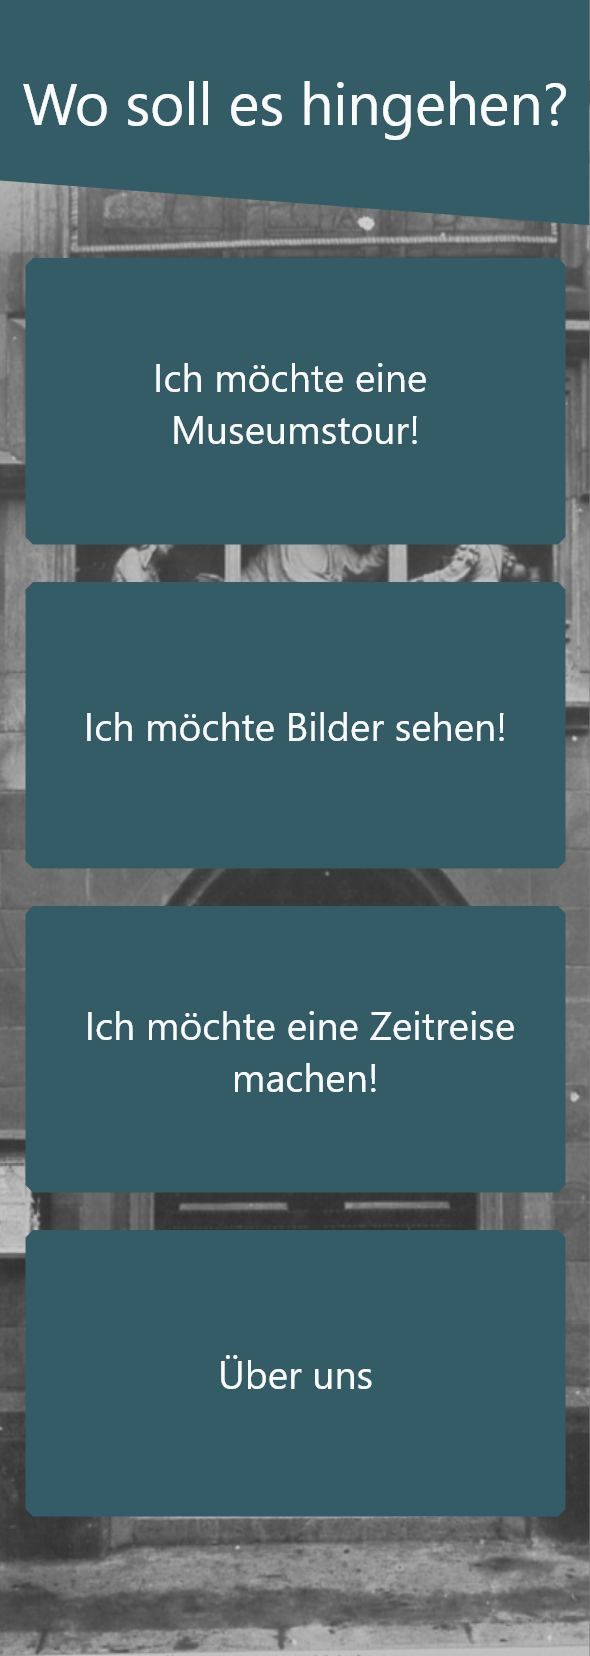 Wo soll es hingehen?
Ich möchte eine
Museumstour!
Ich möchte Bilder sehen!
Ich möchte eine Zeitreise
machen!
Über uns